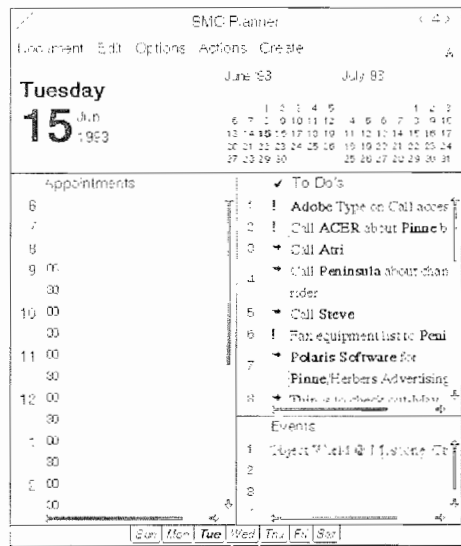 Planner
Document Edit Options Actions Create
June '93 July 93
Tuesday
15 Jun
1993
1 2 3 4 5 1 2 3
6 7 8 9 10 11 12 4 5 6 7 8 9 10
13 14 15 16 17 18 19 11 12 13 14 15 16 17
20 21 22 23 24 25 26 18 19 20 21 22 23 24
27 28 29 30 25 26 27 28 29 30 31
Appointments
6
7
8
9 00
30
10 00
30
11 00
30
12 00
30
1 00
30
2 00
30
✓ To Do's
1 ! Adobe Type on Call acces
2 ! Call ACER about Pinne b
3 Call Atri
4 Call Peninsula about chan
rider
5 Call Steve
6 ! Fax equipment list to Peni
7 Polaris Software for
Pinne/Herbers Advertising
8
Events
1 Object World @
2
3
Sun Mon Tue Wed Thu Fri Sat